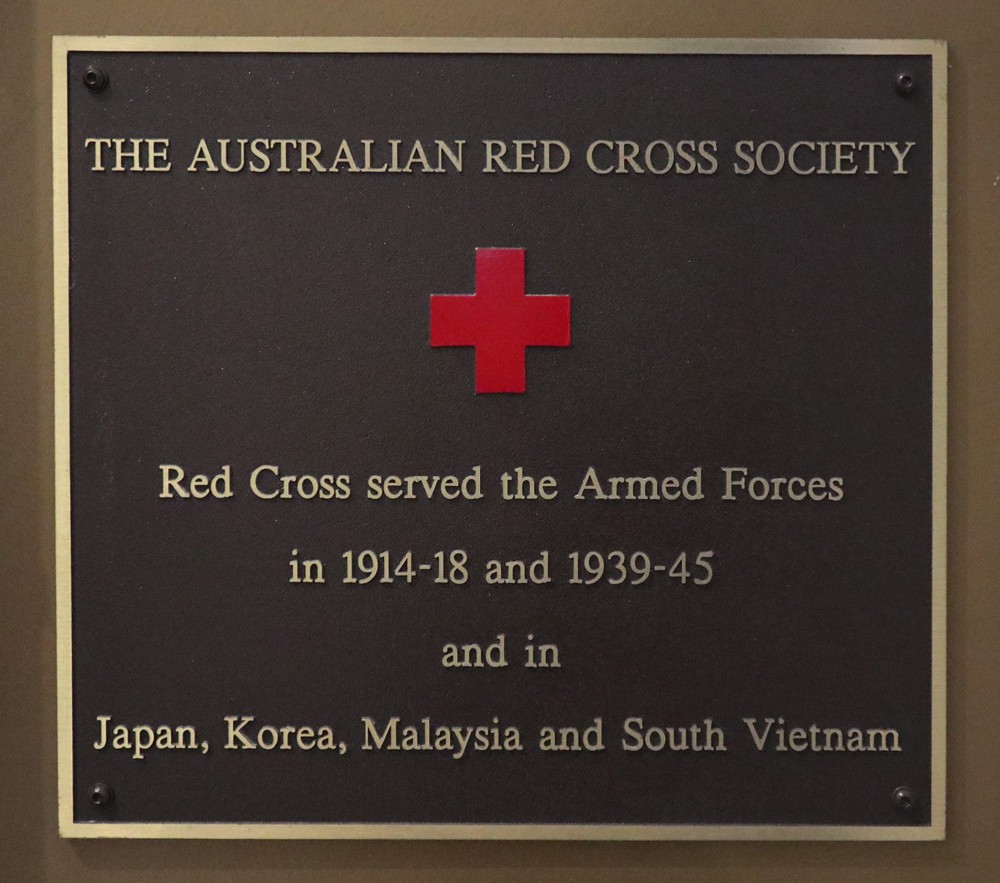 THE AUSTRALIAN RED CROSS SOCIETY
Red Cross served the Armed Forces
in 1914-18 and 1939-45
and in
Japan, Korea, Malaysia and South Vietnam